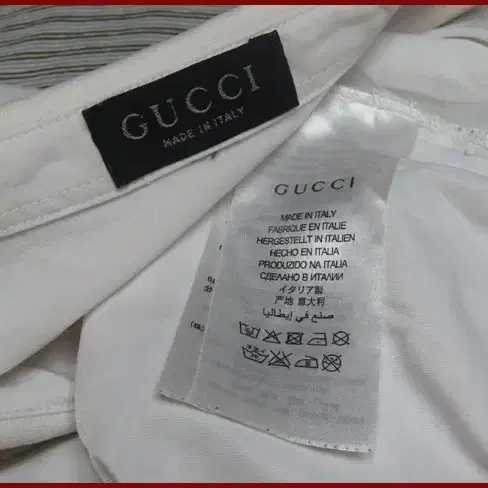 GUCCI
MADE IN ITALY
GUCCI
MADE IN ITALY
FABRIQUE EN ITALIE
HERGESTELLT IN ITALIEN
HECHO EN ITALIA
PRODUZIDO NA ITALIA
СДЕЛАНО В ИТАЛИИ
イタリア製
产地 意大利
صنع في إيطاليا